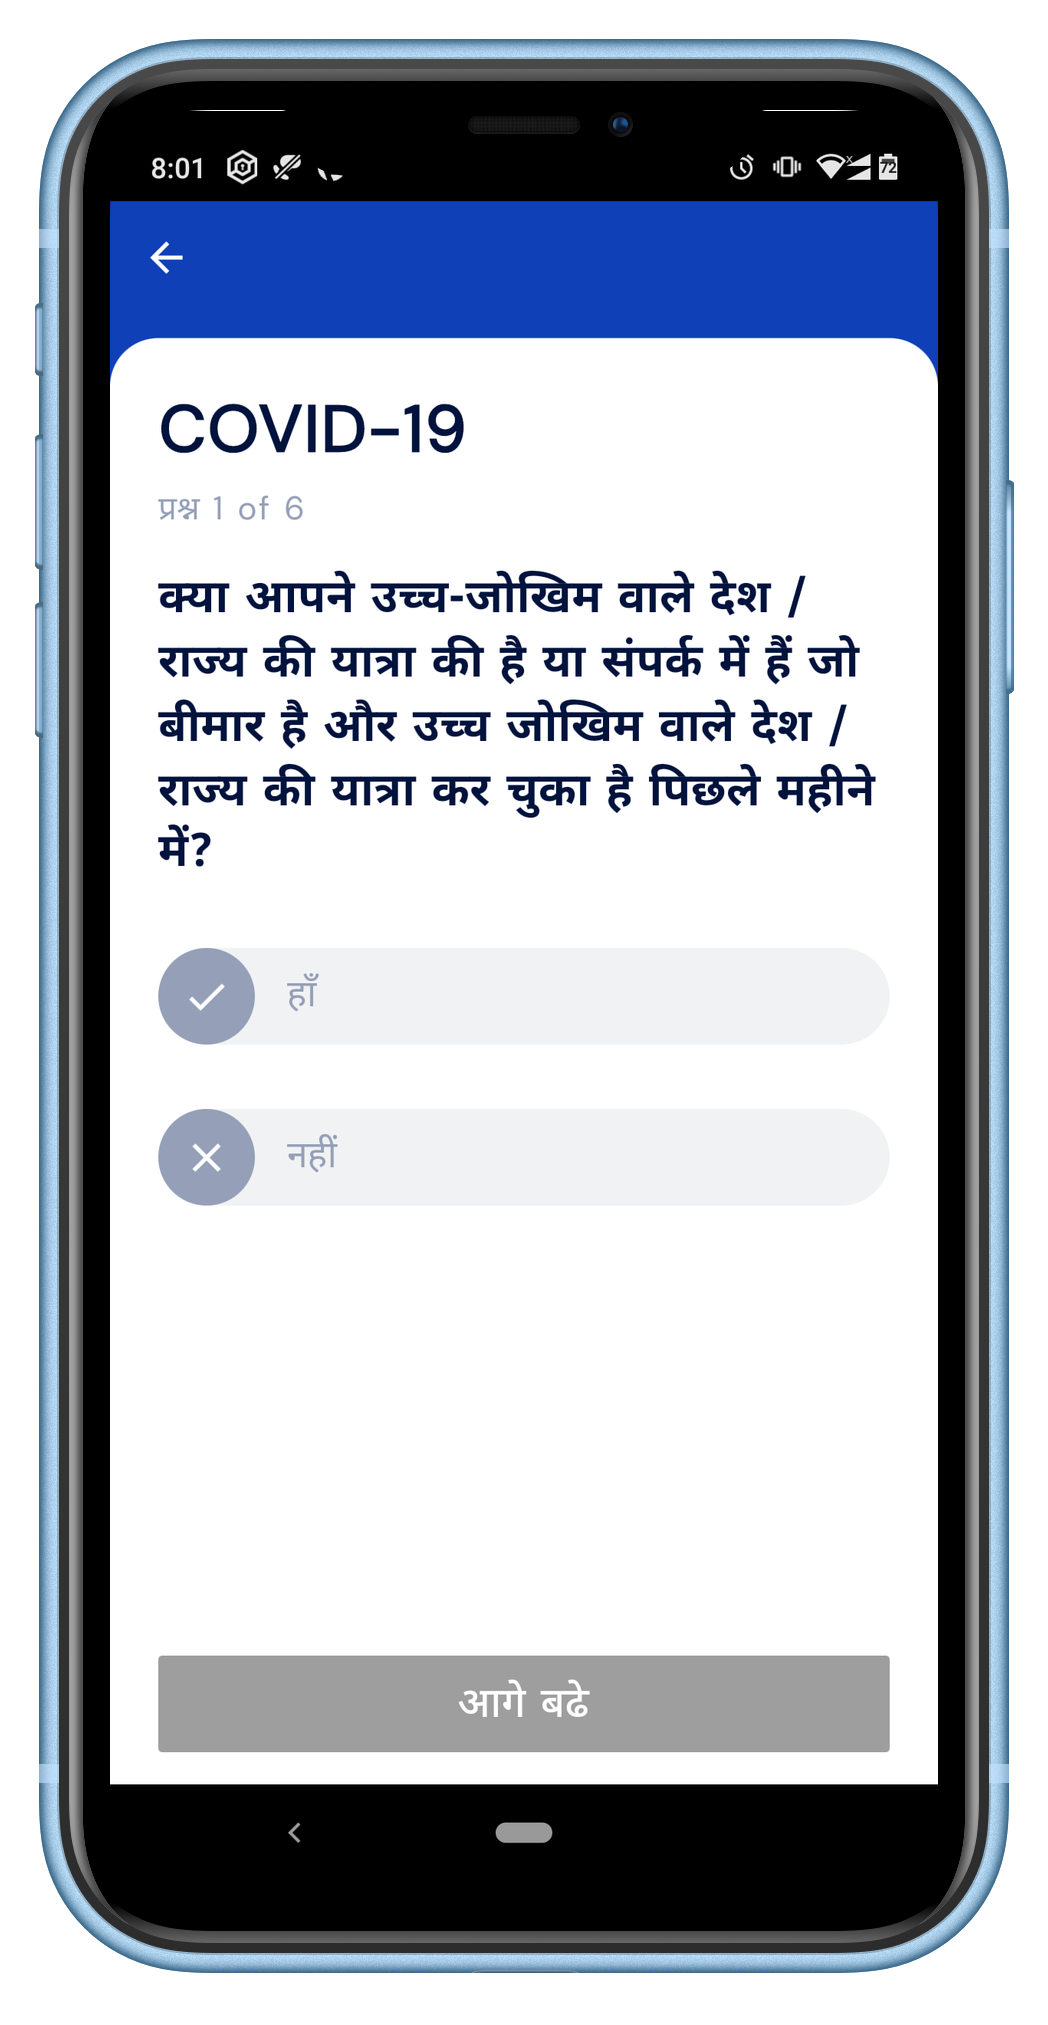 8:01
72
COVID-19
प्रश्न 1 of 6
क्या आपने उच्च-जोखिम वाले देश /
राज्य की यात्रा की है या संपर्क में हैं जो
बीमार है और उच्च जोखिम वाले देश /
राज्य की यात्रा कर चुका है पिछले महीने
में?
हाँ
नहीं
आगे बढे